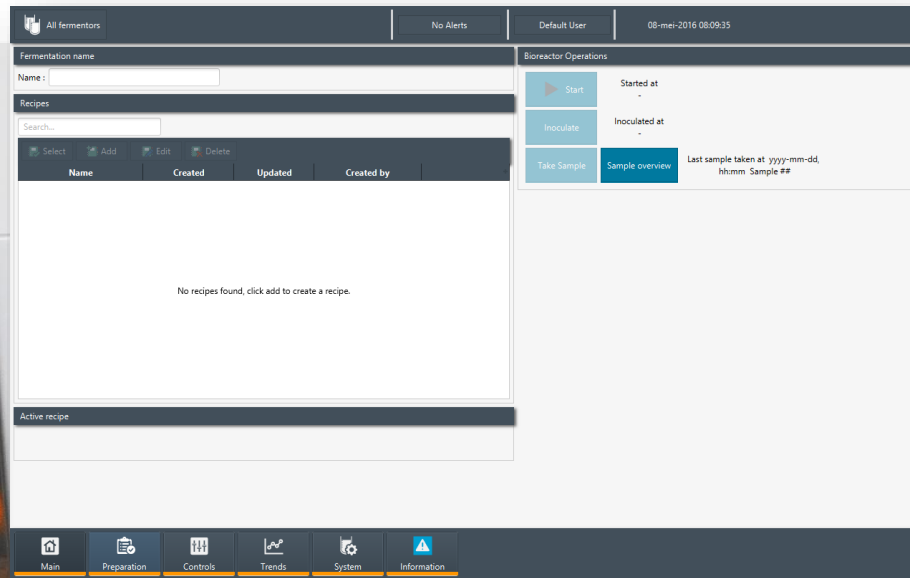 All fermentors
No Alerts
Default User
08-mei-2016 08:09:35
Fermentation name
Name :
Recipes
Search...
Select Add Edit Delete
Name Created Updated Created by
No recipes found, click add to create a recipe.
Active recipe
Bioreactor Operations
Start
Started at
-
Inoculate
Inoculated at
-
Take Sample
Sample overview
Last sample taken at yyyy-mm-dd,
hh:mm Sample ##
Main Preparation Controls Trends System Information